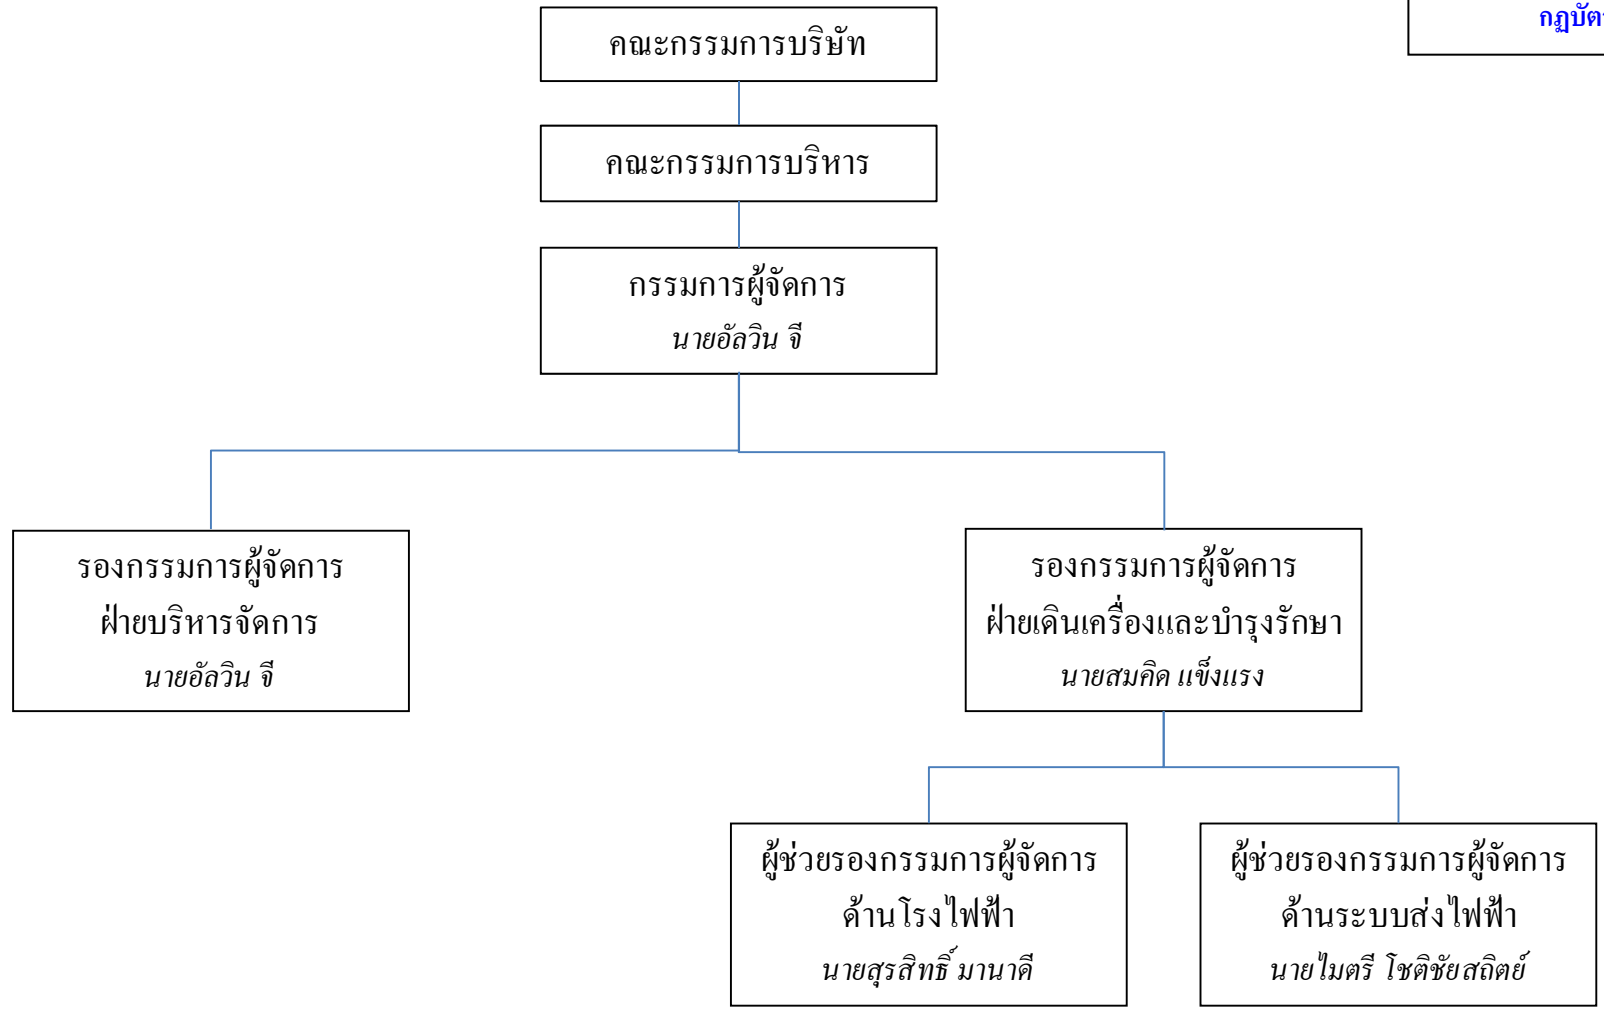 คณะกรรมการบริษัท
คณะกรรมการบริหาร
กรรมการผู้จัดการ
นายอัลวิน จี
รองกรรมการผู้จัดการ
ฝ่ายบริหารจัดการ
นายอัลวิน จี
รองกรรมการผู้จัดการ
ฝ่ายเดินเครื่องและบำรุงรักษา
นายสมคิด แข็งแรง
ผู้ช่วยรองกรรมการผู้จัดการ
ด้านโรงไฟฟ้า
นายสุรสิทธิ์ มานาคี
ผู้ช่วยรองกรรมการผู้จัดการ
ด้านระบบส่งไฟฟ้า
นายไมตรี โชติชัยสถิตย์